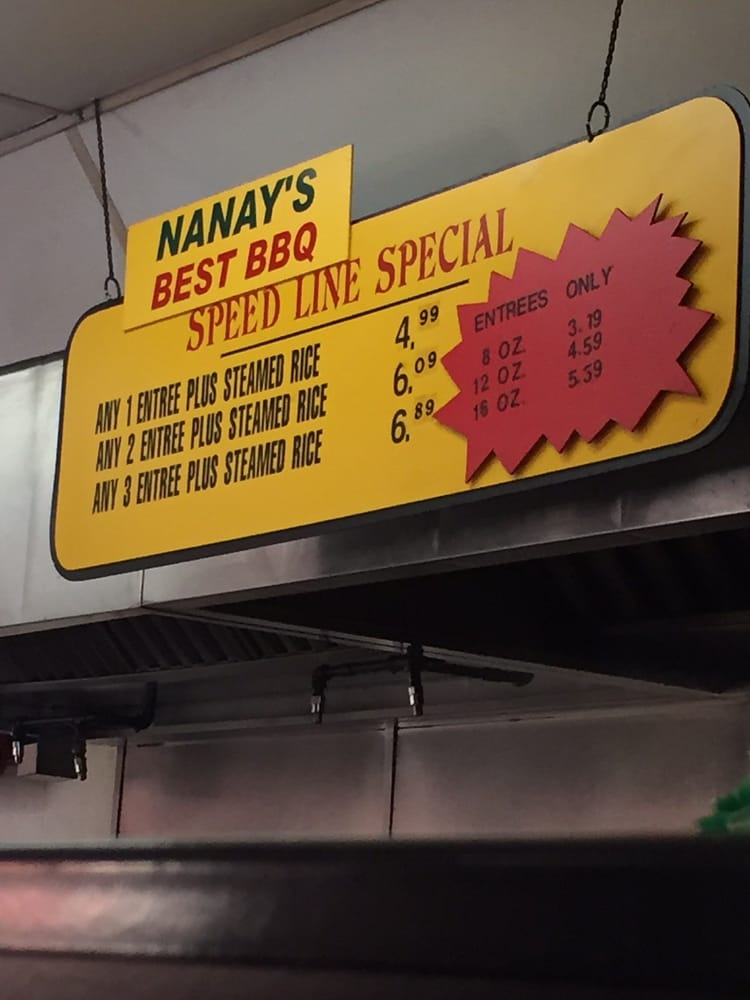 NANAY'S
BEST BBQ
SPEED LINE SPECIAL
ANY 1 ENTREE PLUS STEAMED RICE 4.99
ANY 2 ENTREE PLUS STEAMED RICE 6.09
ANY 3 ENTREE PLUS STEAMED RICE 6.89
ENTREES ONLY
8 OZ. 3.19
12 OZ. 4.59
16 OZ. 5.59